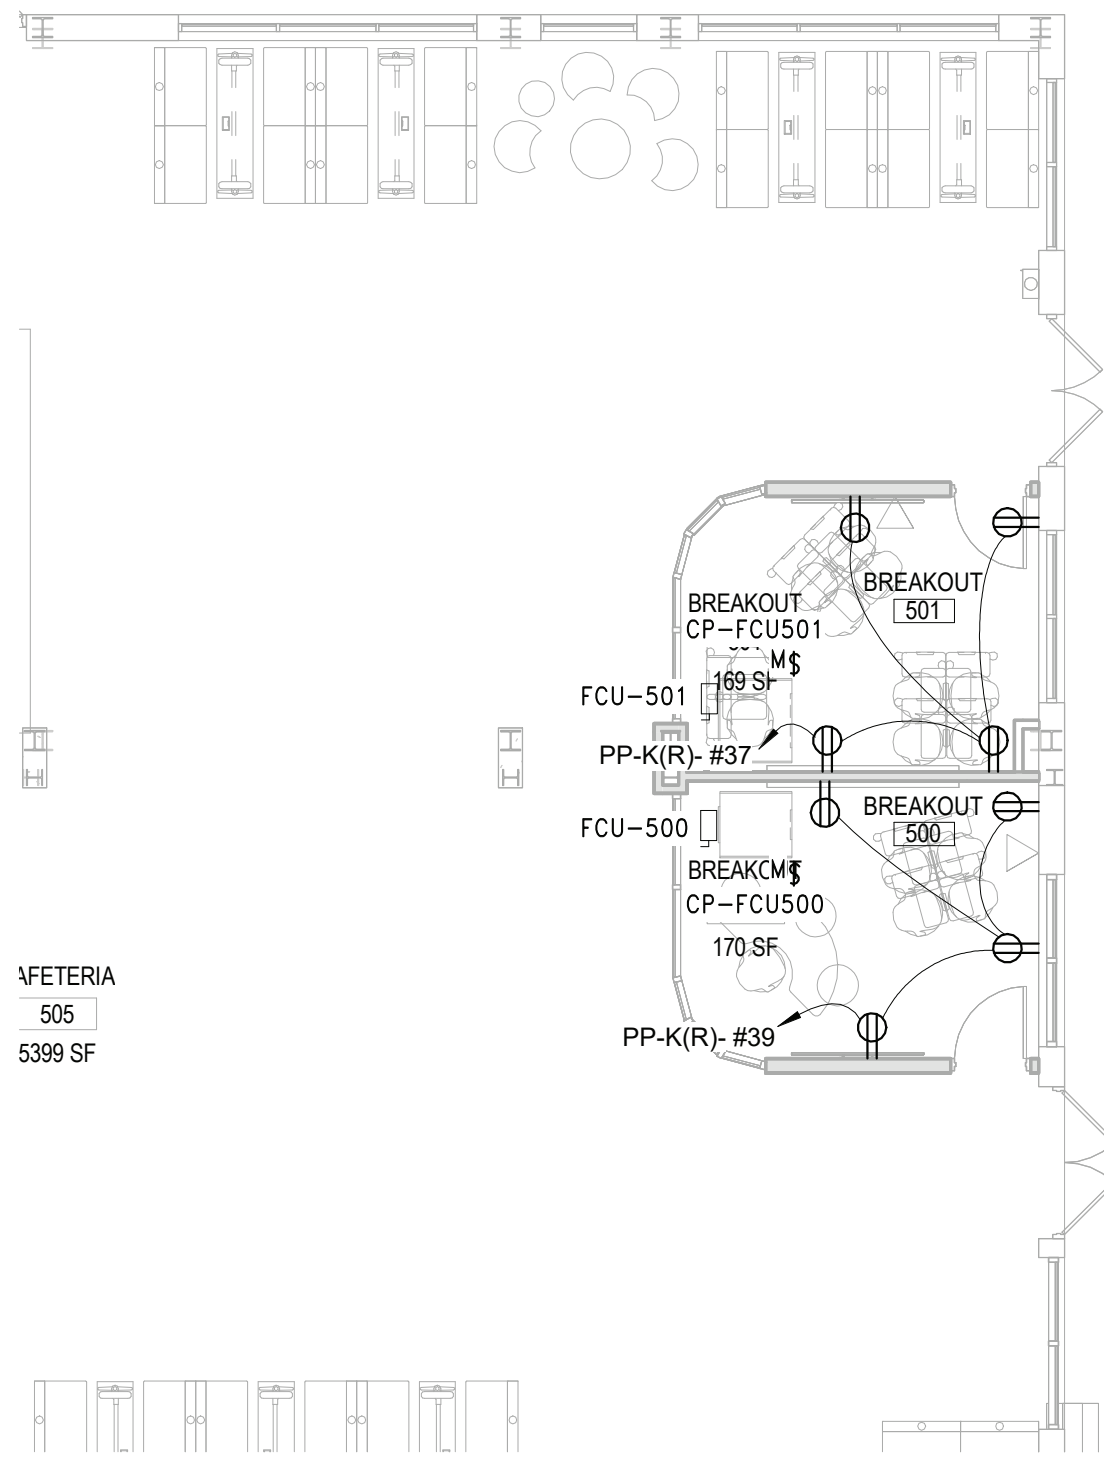 BREAKOUT
501
BREAKOUT
CP-FCU501
M$
169 SF
FCU-501
PP-K(R)- #37
BREAKOUT
500
FCU-500
M$
CP-FCU500
170 SF
PP-K(R)- #39
AFETERIA
505
5399 SF